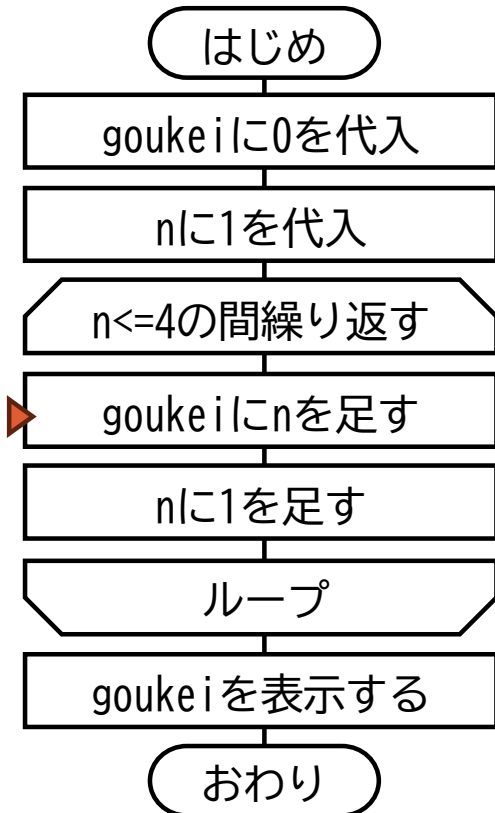 はじめ
goukeiに0を代入
nに1を代入
n<=4の間繰り返す
goukeiにnを足す
nに1を足す
ループ
goukeiを表示する
おわり